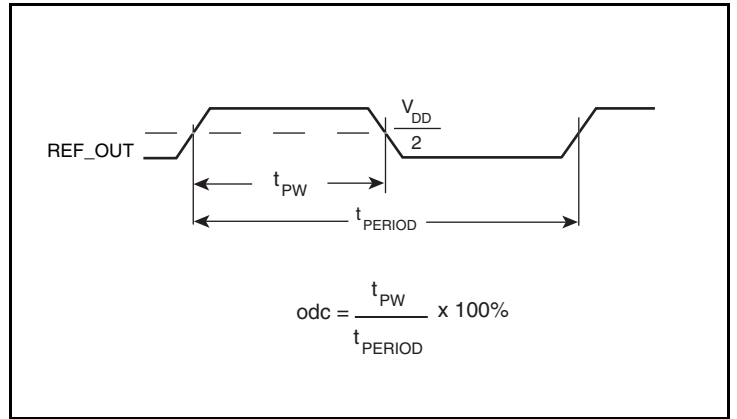 V_DD
2
REF_OUT
t_PW
t_PERIOD
odc = t_PW / t_PERIOD x 100%